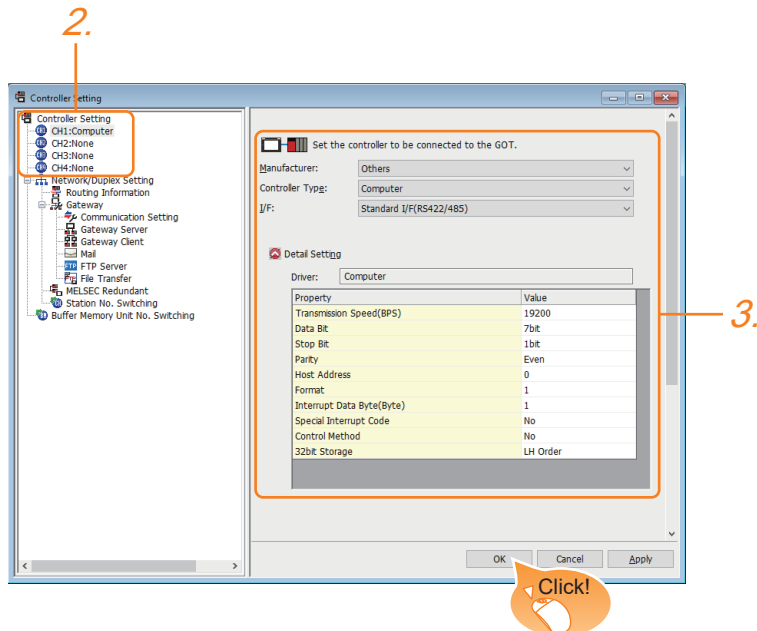 2.
Controller Setting
Controller Setting
CH1:Computer
CH2:None
CH3:None
CH4:None
Network/Duplex Setting
Routing Information
Gateway
Communication Setting
Gateway Server
Gateway Client
Mail
FTP
FTP Server
File Transfer
MELSEC Redundant
Station No. Switching
Buffer Memory Unit No. Switching
Set the controller to be connected to the GOT.
Manufacturer: Others
Controller Type: Computer
I/F: Standard I/F(RS422/485)
Detail Setting
Driver: Computer
Property Value
Transmission Speed(BPS) 19200
Data Bit 7bit
Stop Bit 1bit
Parity Even
Host Address 0
Format 1
Interrupt Data Byte(Byte) 1
Special Interrupt Code No
Control Method No
32bit Storage LH Order
3.
OK Cancel Apply
Click!